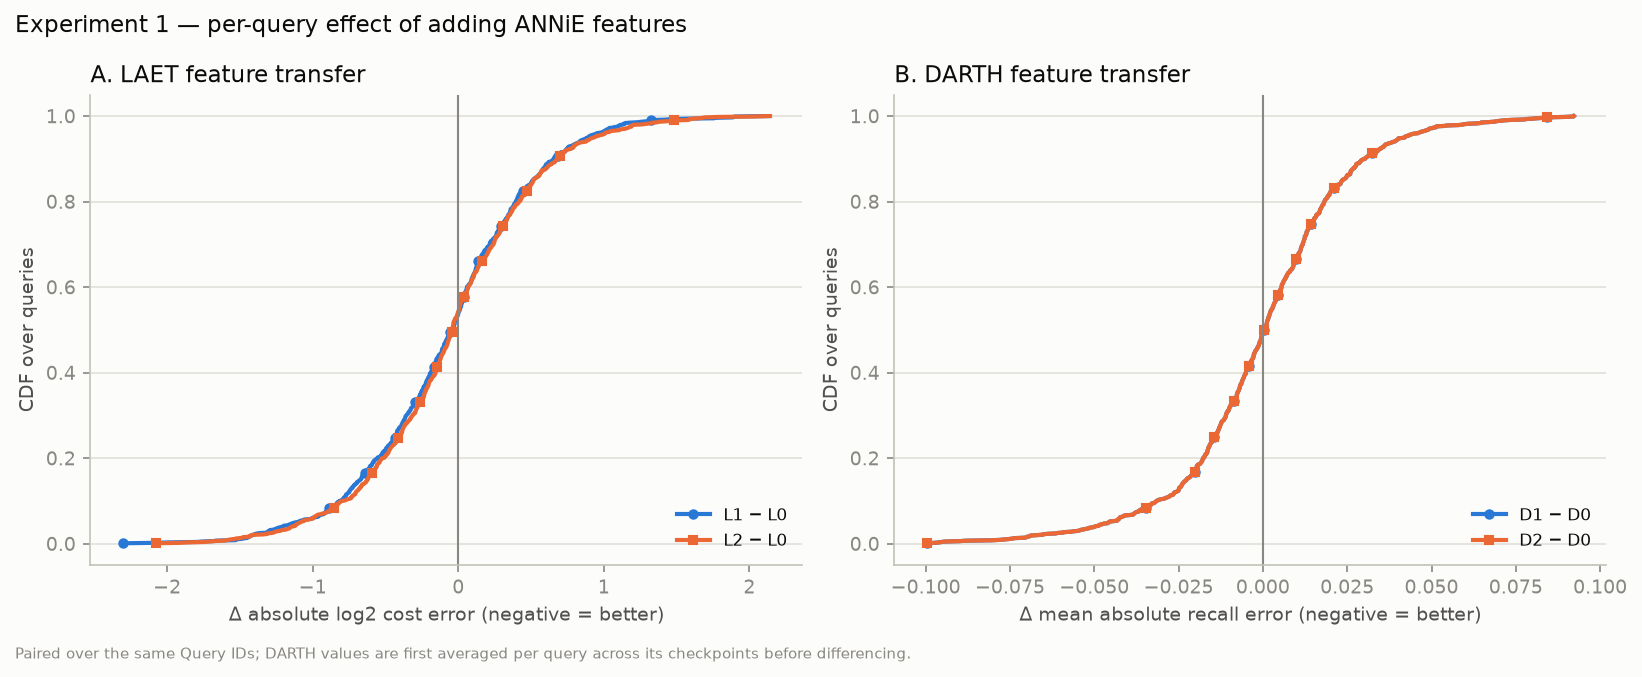 Experiment 1 — per-query effect of adding ANNiE features
A. LAET feature transfer
CDF over queries
1.0
0.8
0.6
0.4
0.2
0.0
−2
−1
0
1
2
Δ absolute log2 cost error (negative = better)
L1 − L0
L2 − L0
B. DARTH feature transfer
CDF over queries
1.0
0.8
0.6
0.4
0.2
0.0
−0.100
−0.075
−0.050
−0.025
0.000
0.025
0.050
0.075
0.100
Δ mean absolute recall error (negative = better)
D1 − D0
D2 − D0
Paired over the same Query IDs; DARTH values are first averaged per query across its checkpoints before differencing.